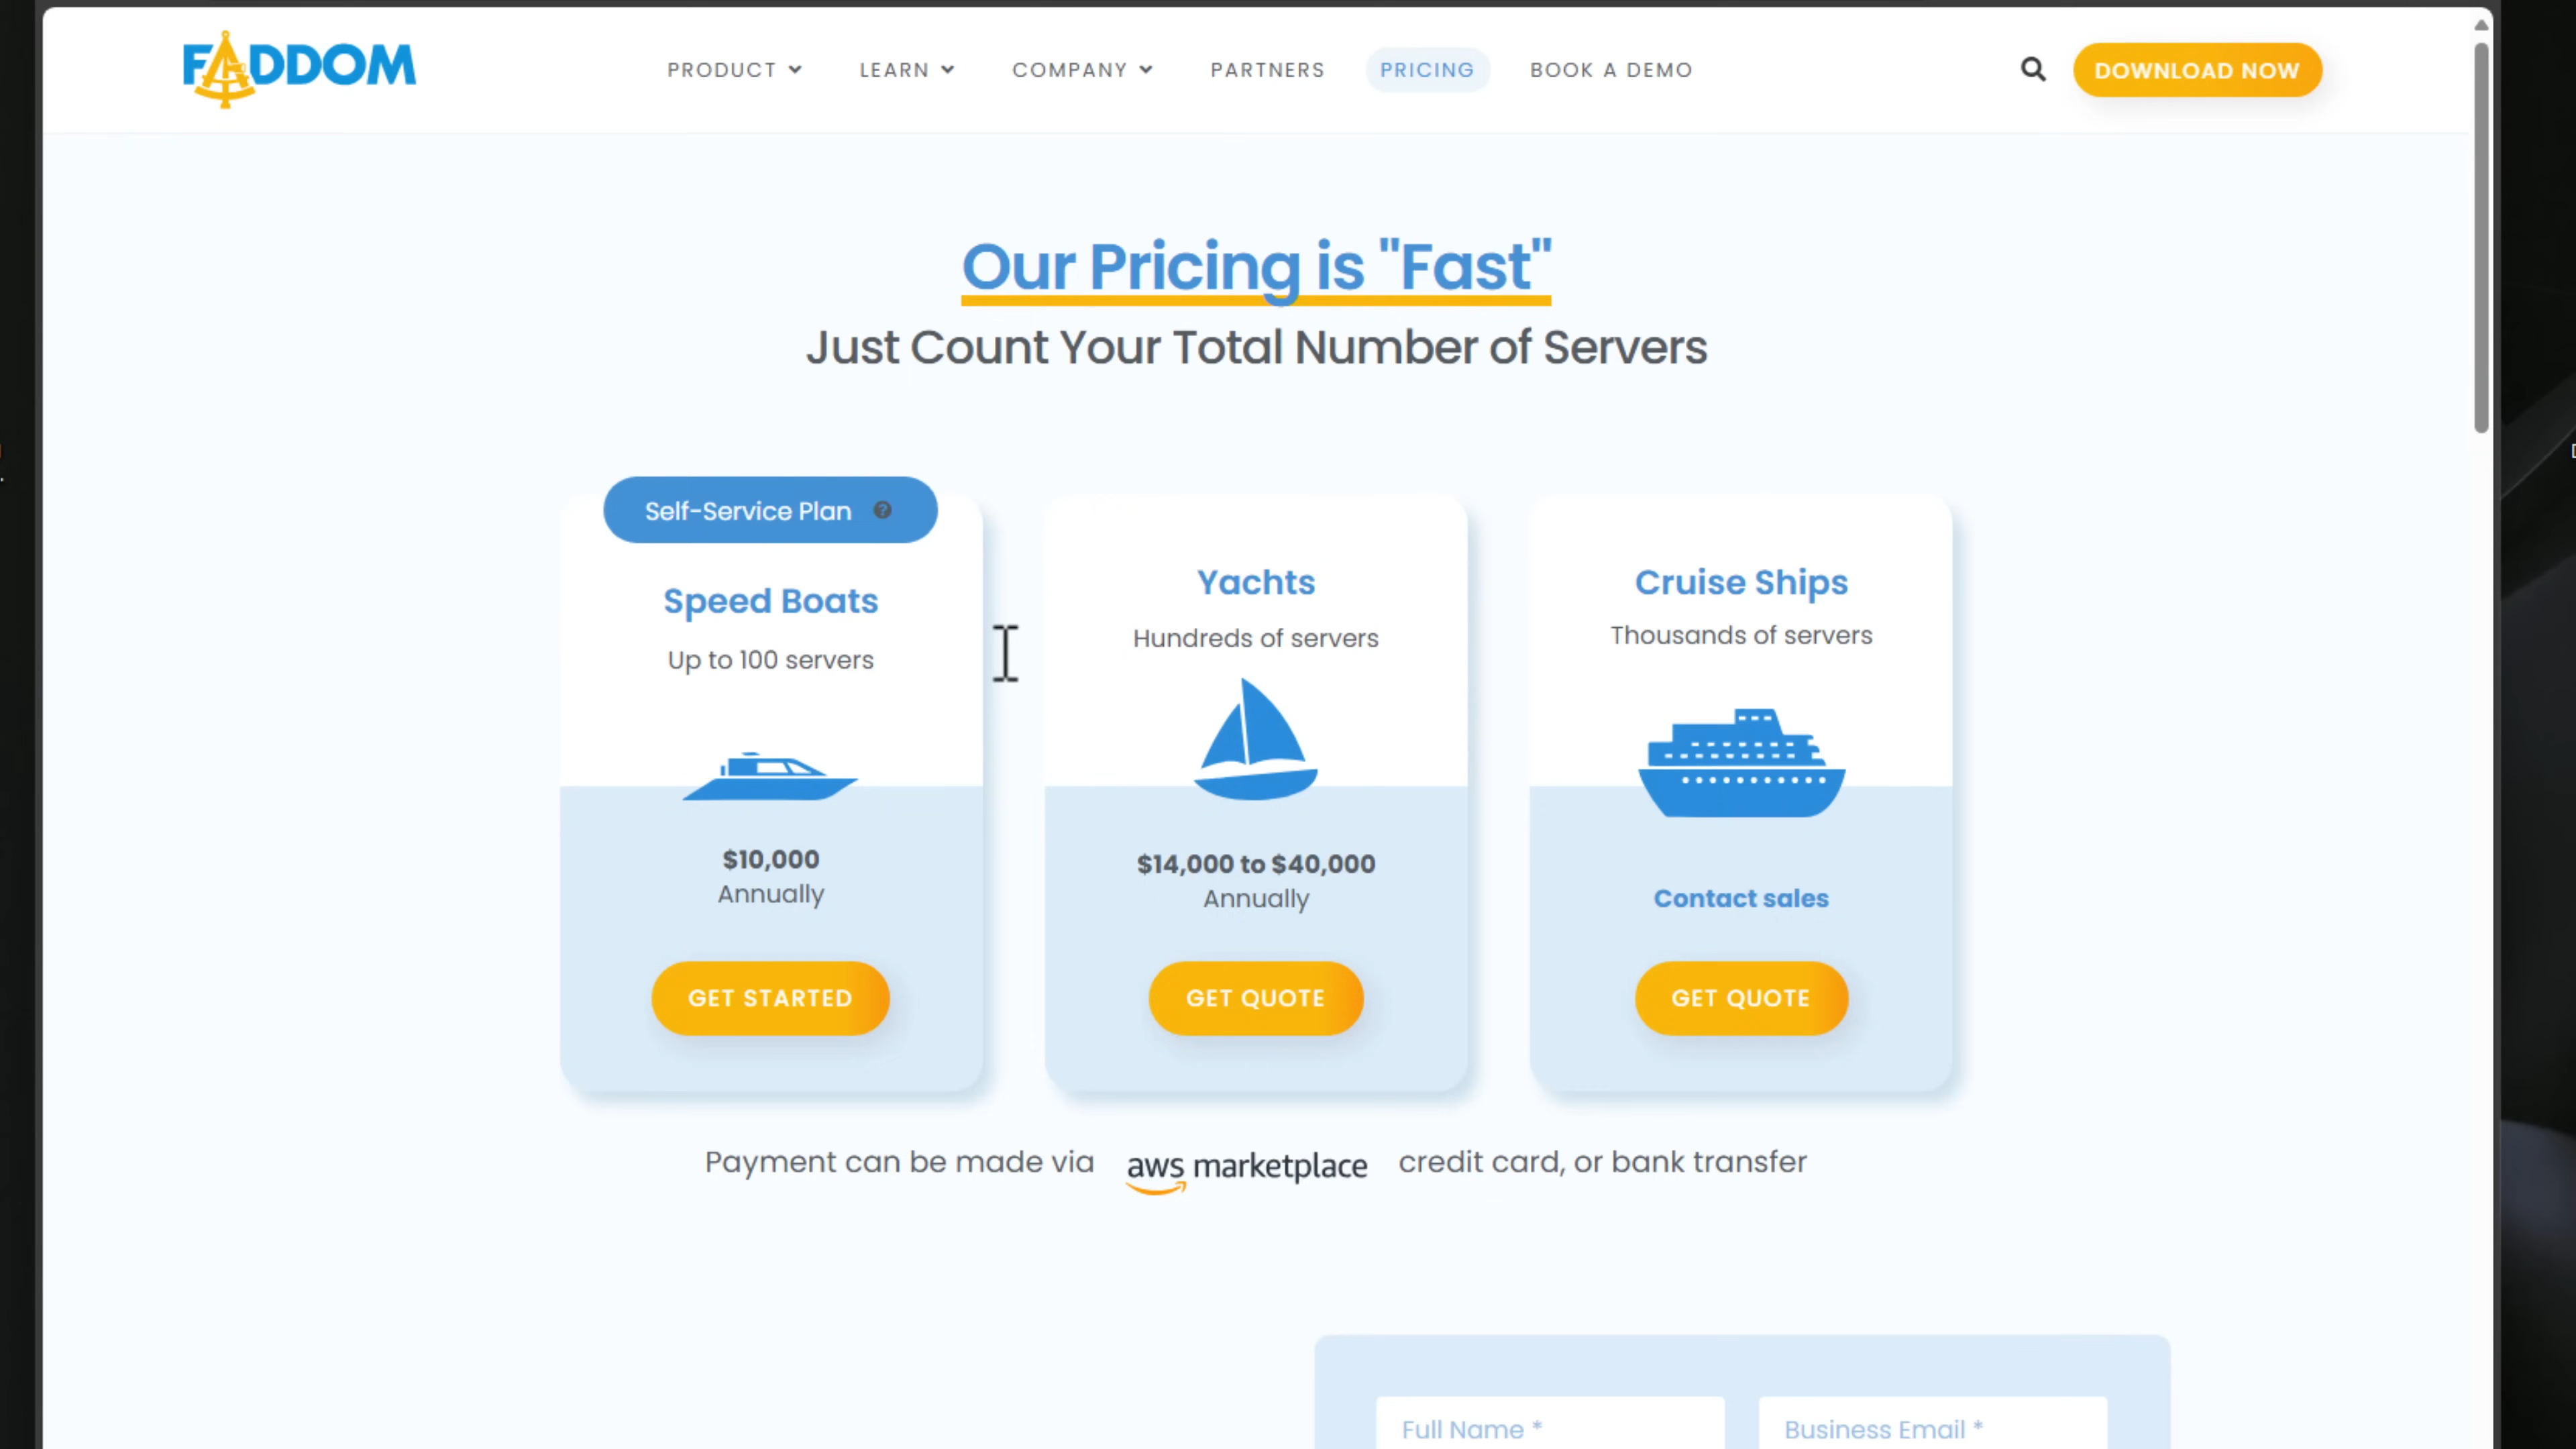 FADDOM
PRODUCT
LEARN
COMPANY
PARTNERS
PRICING
BOOK A DEMO
DOWNLOAD NOW
Our Pricing is "Fast"
Just Count Your Total Number of Servers
Self-Service Plan ?
Speed Boats
Up to 100 servers
$10,000
Annually
GET STARTED
Yachts
Hundreds of servers
$14,000 to $40,000
Annually
GET QUOTE
Cruise Ships
Thousands of servers
Contact sales
GET QUOTE
Payment can be made via aws marketplace credit card, or bank transfer
Full Name *
Business Email *